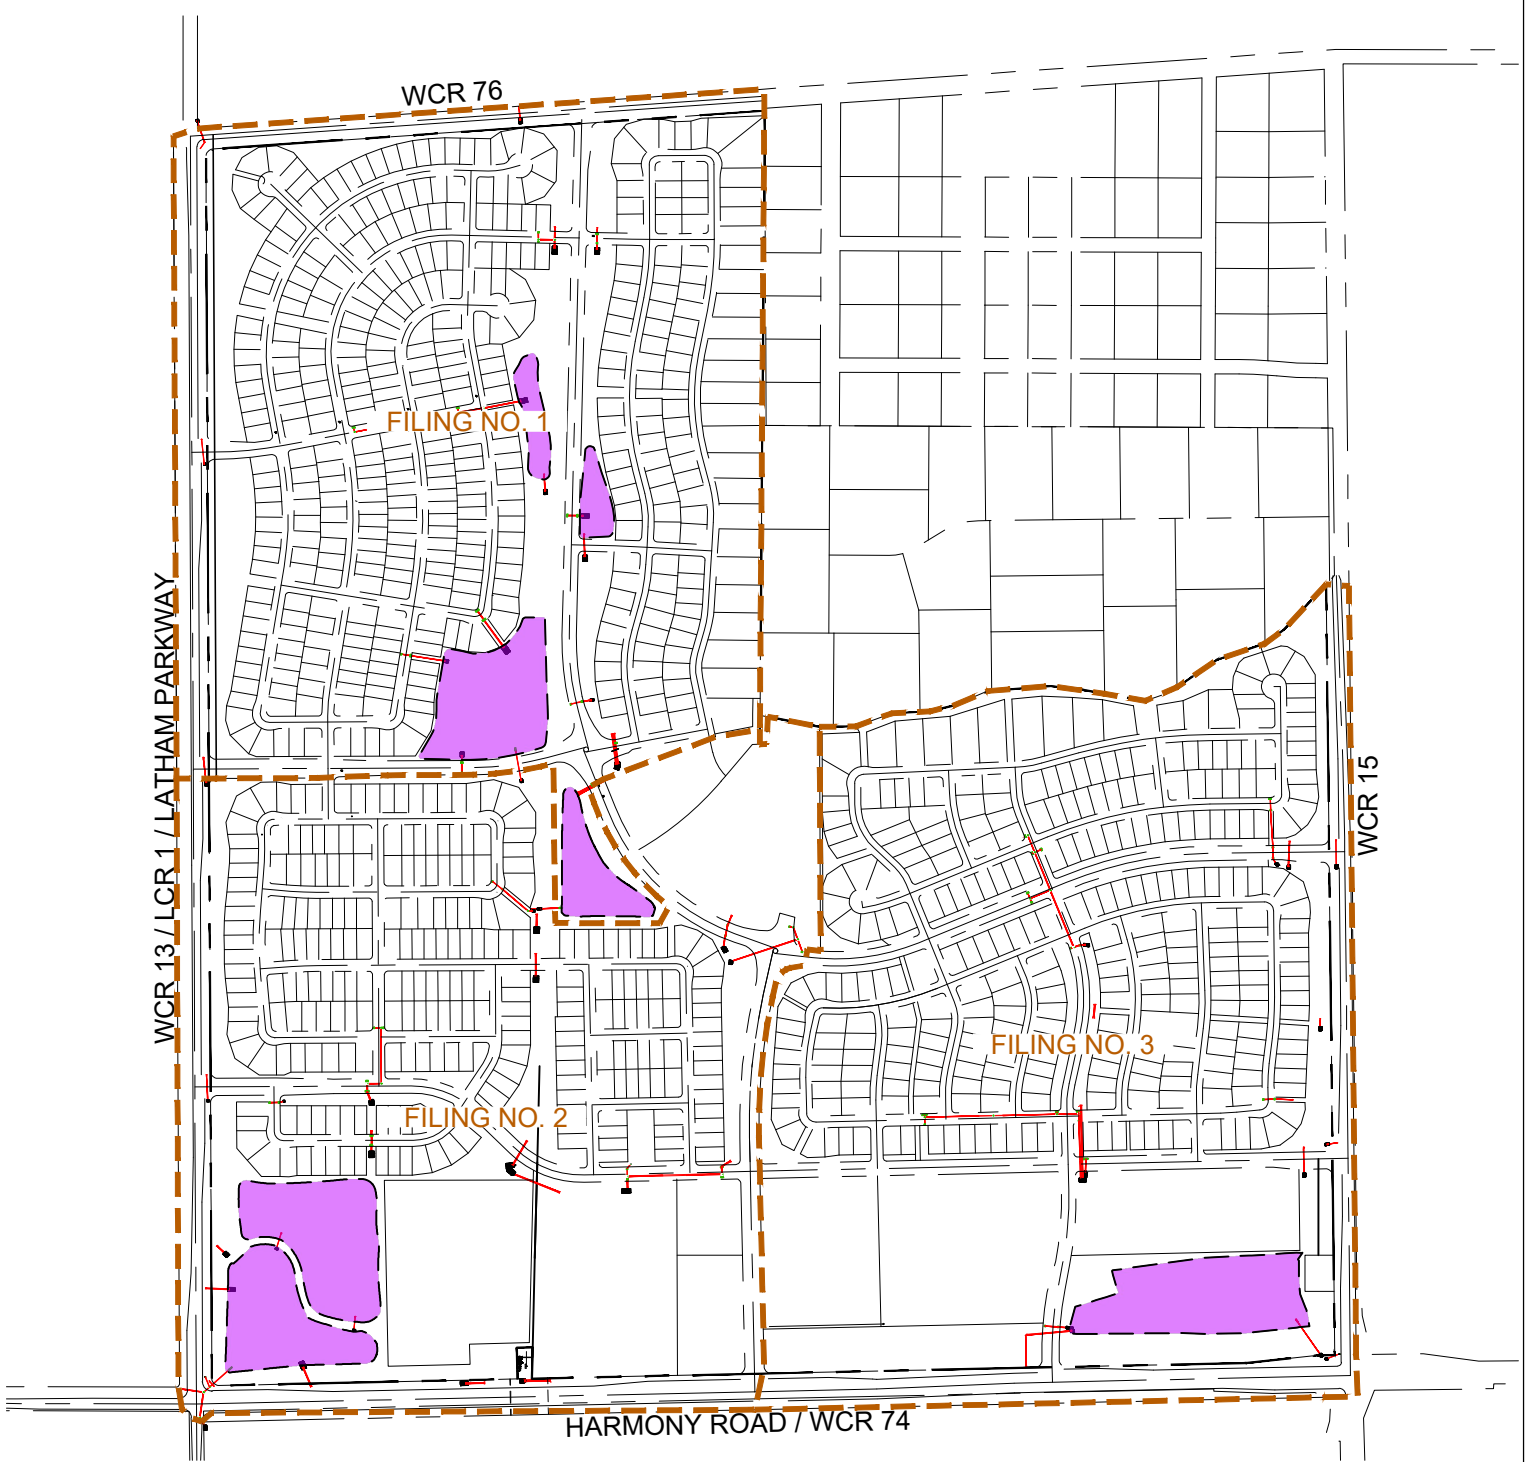 WCR 76
FILING NO. 1
WCR 13 / LCR 1 / LATHAM PARKWAY
WCR 15
FILING NO. 3
FILING NO. 2
HARMONY ROAD / WCR 74